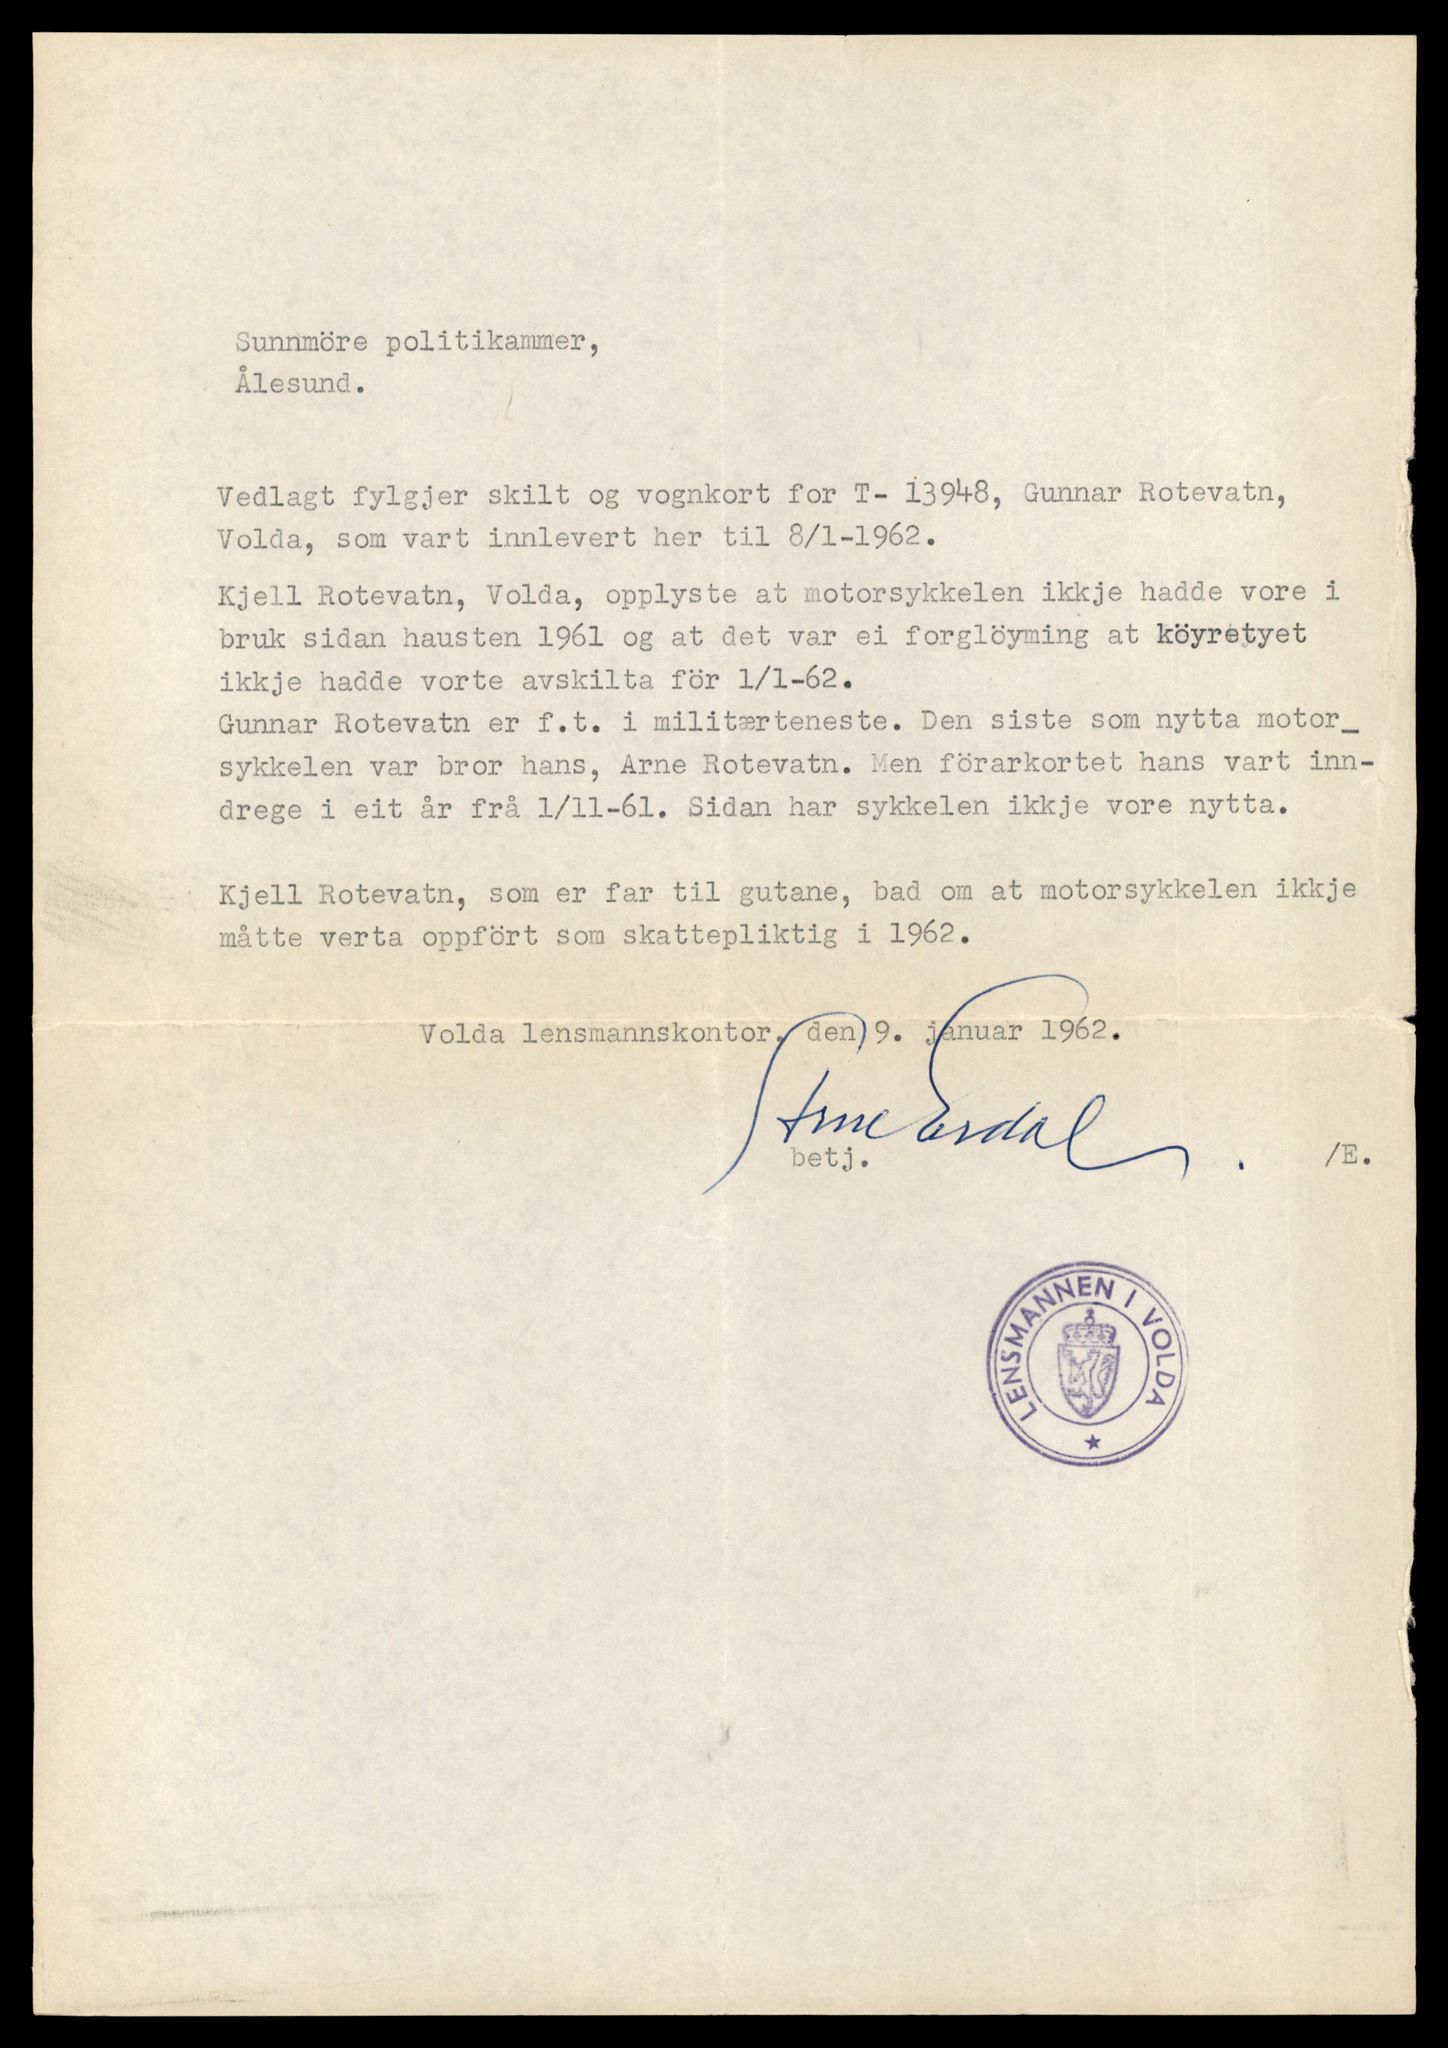 Sunnmöre politikammer,
Ålesund.
Vedlagt fylgjer skilt og vognkort for T- 13948, Gunnar Rotevatn,
Volda, som vart innlevert her til 8/1-1962.
Kjell Rotevatn, Volda, opplyste at motorsykkelen ikkje hadde vore i
bruk sidan hausten 1961 og at det var ei forglöyming at köyretyet
ikkje hadde vorte avskilta för 1/1-62.
Gunnar Rotevatn er f.t. i militærteneste. Den siste som nytta motor_
sykkelen var bror hans, Arne Rotevatn. Men förarkortet hans vart inn-
drege i eit år frå 1/11-61. Sidan har sykkelen ikkje vore nytta.
Kjell Rotevatn, som er far til gutane, bad om at motorsykkelen ikkje
måtte verta oppfört som skattepliktig i 1962.
Volda lensmannskontor, den 9. januar 1962.
Arne Erdal
betj. /E.
LENSMANNEN I VOLDA